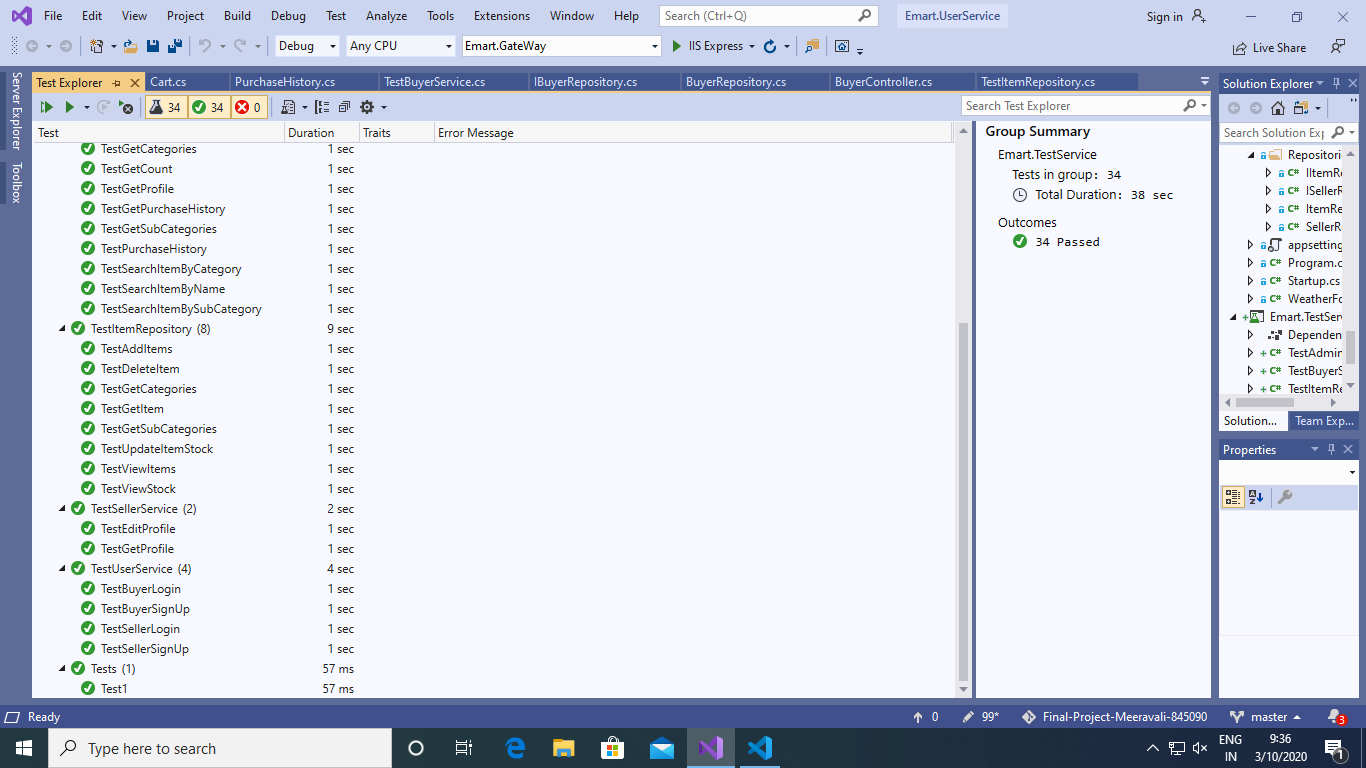 File Edit View Project Build Debug Test Analyze Tools Extensions Window Help Search (Ctrl+Q) Emart.UserService Sign in
Debug Any CPU Emart.GateWay IIS Express Live Share
Server Explorer
Toolbox
Test Explorer Cart.cs PurchaseHistory.cs TestBuyerService.cs IBuyerRepository.cs BuyerRepository.cs BuyerController.cs TestItemRepository.cs
34 34 0 Search Test Explorer
Test Duration Traits Error Message
TestGetCategories 1 sec
TestGetCount 1 sec
TestGetProfile 1 sec
TestGetPurchaseHistory 1 sec
TestGetSubCategories 1 sec
TestPurchaseHistory 1 sec
TestSearchItemByCategory 1 sec
TestSearchItemByName 1 sec
TestSearchItemBySubCategory 1 sec
TestItemRepository (8) 9 sec
TestAddItems 1 sec
TestDeleteItem 1 sec
TestGetCategories 1 sec
TestGetItem 1 sec
TestGetSubCategories 1 sec
TestUpdateItemStock 1 sec
TestViewItems 1 sec
TestViewStock 1 sec
TestSellerService (2) 2 sec
TestEditProfile 1 sec
TestGetProfile 1 sec
TestUserService (4) 4 sec
TestBuyerLogin 1 sec
TestBuyerSignUp 1 sec
TestSellerLogin 1 sec
TestSellerSignUp 1 sec
Tests (1) 57 ms
Test1 57 ms
Group Summary
Emart.TestService
Tests in group: 34
Total Duration: 38 sec
Outcomes
34 Passed
Solution Explorer
Search Solution Exp
Repositori
IItemRe
ISellerR
ItemRe
SellerR
appsetting
Program.c
Startup.cs
WeatherFo
Emart.TestServ
Dependen
TestAdmin
TestBuyerS
TestItemRe
Solution... Team Exp...
Properties
Ready 0 99* Final-Project-Meeravali-845090 master 3
Type here to search ENG IN 9:36 3/10/2020 1